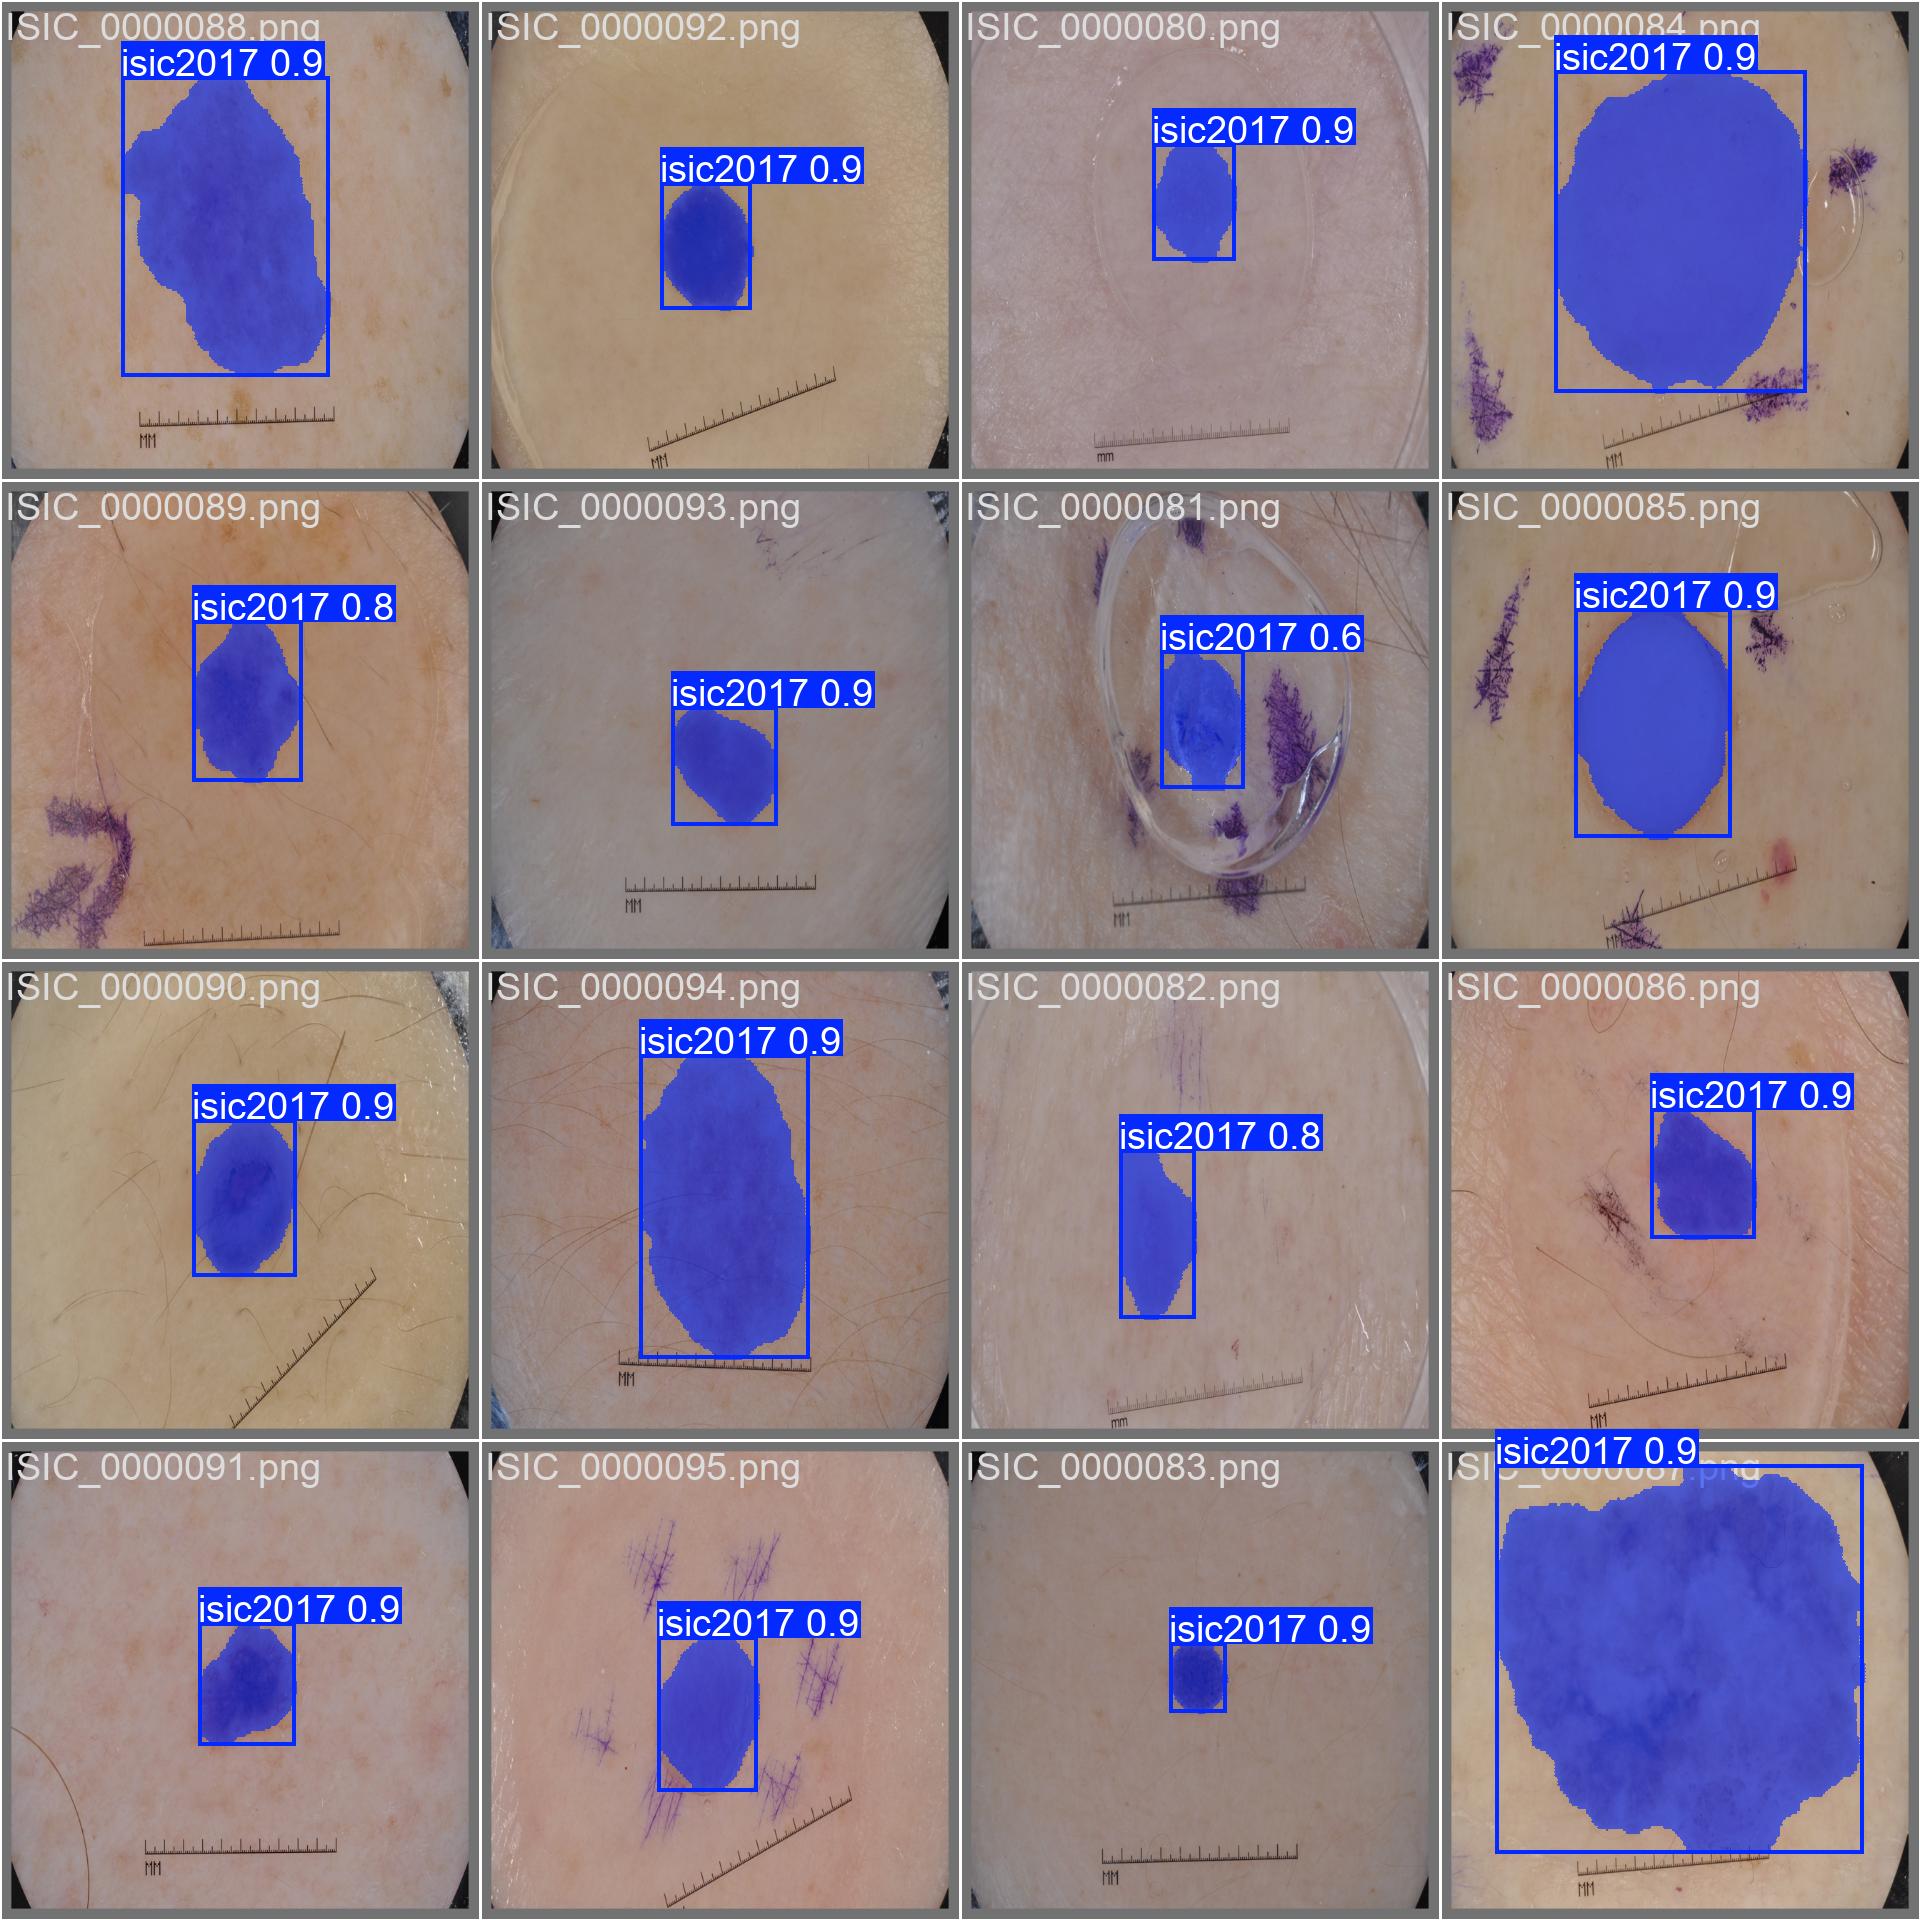 ISIC_0000088.png
isic2017 0.9
MM
ISIC_0000092.png
isic2017 0.9
MM
ISIC_0000080.png
isic2017 0.9
mm
ISIC_0000084.png
isic2017 0.9
MM
ISIC_0000089.png
isic2017 0.8
ISIC_0000093.png
isic2017 0.9
MM
ISIC_0000081.png
isic2017 0.6
MM
ISIC_0000085.png
isic2017 0.9
MM
ISIC_0000090.png
isic2017 0.9
ISIC_0000094.png
isic2017 0.9
MM
ISIC_0000082.png
isic2017 0.8
mm
ISIC_0000086.png
isic2017 0.9
MM
ISIC_0000091.png
isic2017 0.9
MM
ISIC_0000095.png
isic2017 0.9
ISIC_0000083.png
isic2017 0.9
MM
isic2017 0.9
ISIC_0000087.png
MM